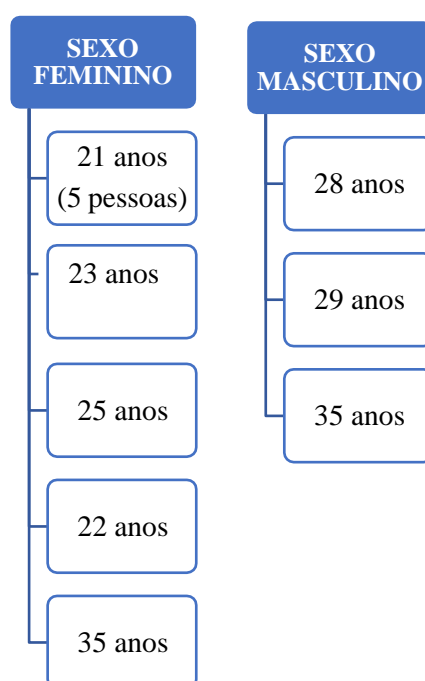 SEXO
FEMININO
21 anos
(5 pessoas)
23 anos
25 anos
22 anos
35 anos
SEXO
MASCULINO
28 anos
29 anos
35 anos